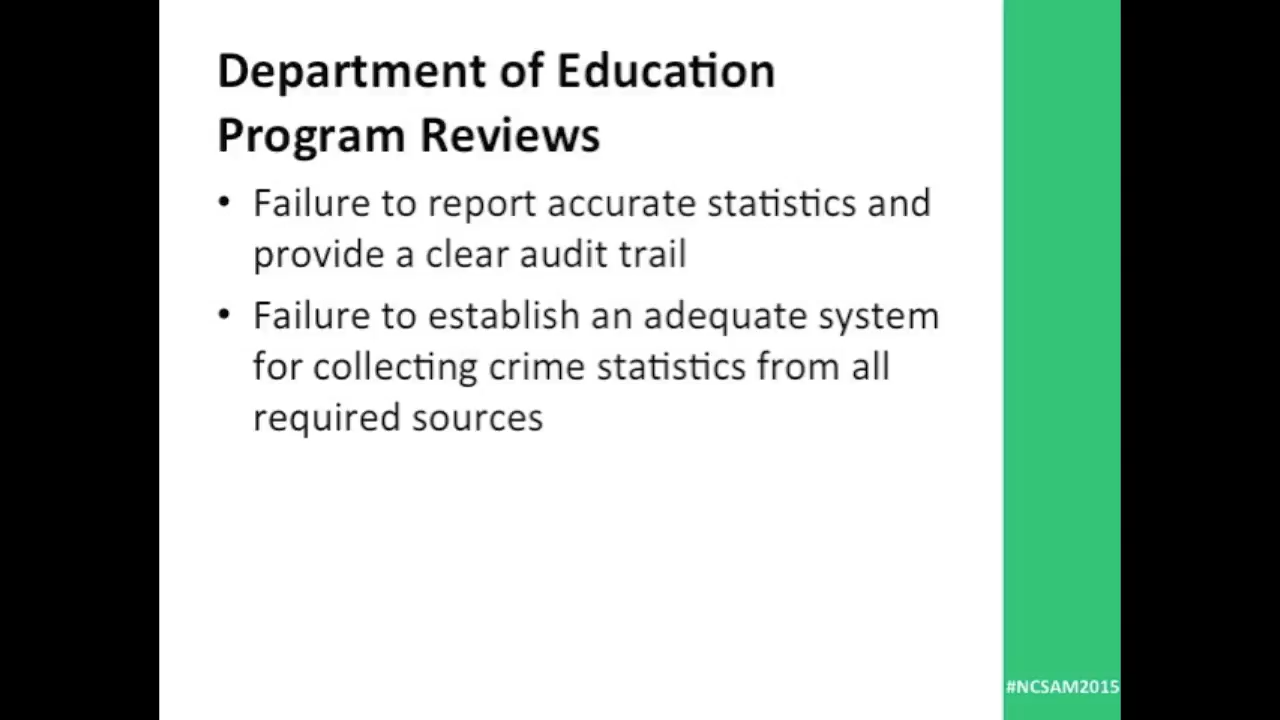 Department of Education
Program Reviews
• Failure to report accurate statistics and
provide a clear audit trail
• Failure to establish an adequate system
for collecting crime statistics from all
required sources
#NCSAM2015